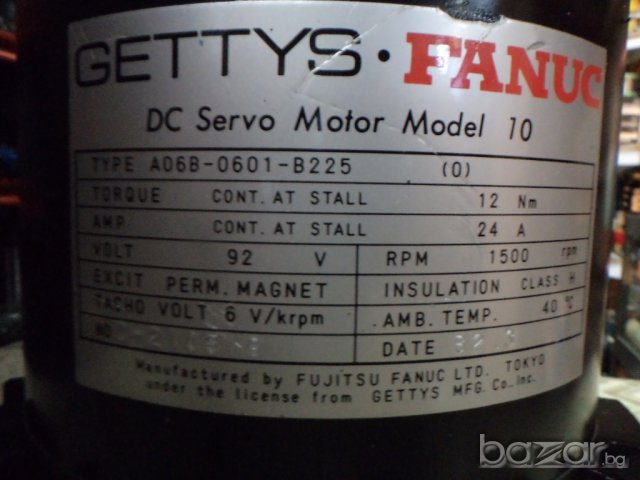 GETTYS · FANUC
DC Servo Motor Model 10
TYPE A06B-0601-B225 (0)
TORQUE CONT. AT STALL 12 Nm
AMP CONT. AT STALL 24 A
VOLT 92 V RPM 1500 rpm
EXCIT PERM. MAGNET INSULATION CLASS H
TACHO VOLT 6 V/krpm AMB. TEMP. 40 °C
NO DATE
Manufactured by FUJITSU FANUC LTD. TOKYO
under the license from GETTYS MFG. Co., Inc.
bazar.bg